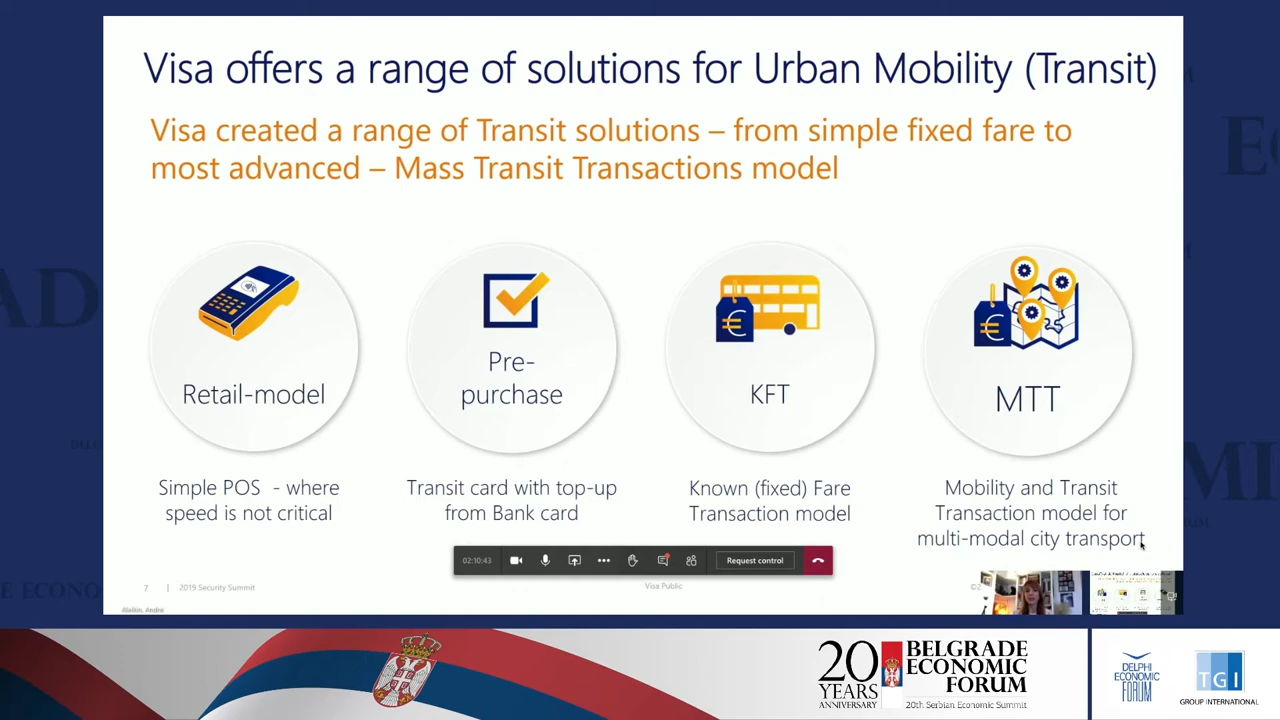 Visa offers a range of solutions for Urban Mobility (Transit)
Visa created a range of Transit solutions – from simple fixed fare to
most advanced – Mass Transit Transactions model
Retail-model
Pre-
purchase
KFT
MTT
Simple POS - where
speed is not critical
Transit card with top-up
from Bank card
Known (fixed) Fare
Transaction model
Mobility and Transit
Transaction model for
multi-modal city transport
02:10:43
Request control
7 | 2019 Security Summit
Visa Public
20
YEARS
ANNIVERSARY
BELGRADE
ECONOMIC
FORUM
20th Serbian Economic Summit
DELPHI
ECONOMIC
FORUM
TGI
GROUP INTERNATIONAL